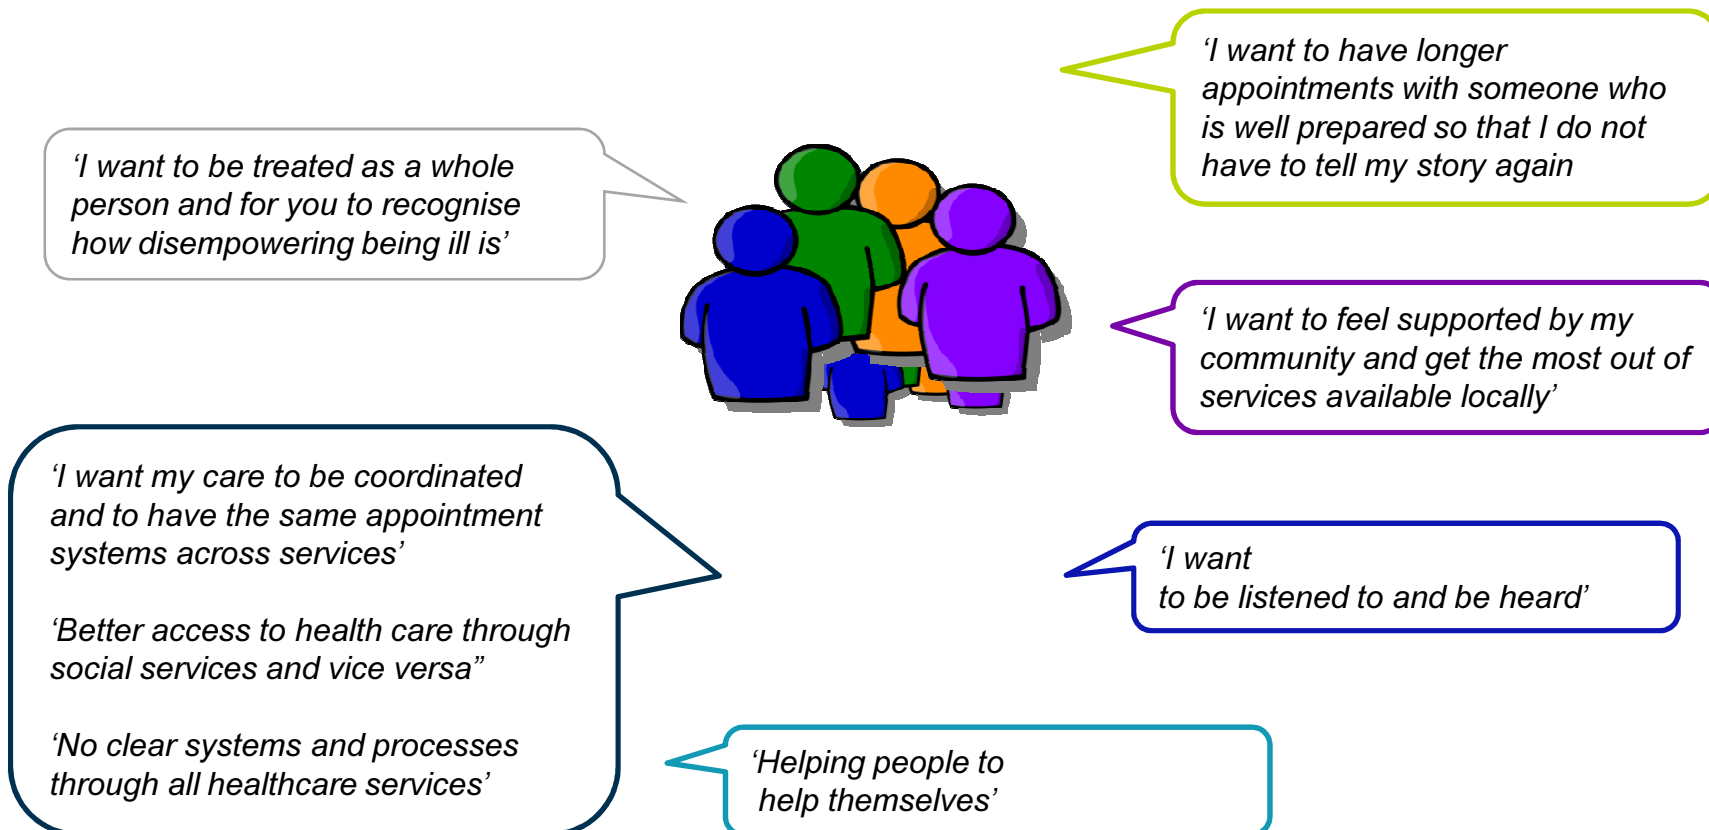 ‘I want to have longer
appointments with someone who
is well prepared so that I do not
have to tell my story again
‘I want to be treated as a whole
person and for you to recognise
how disempowering being ill is’
‘I want to feel supported by my
community and get the most out of
services available locally’
‘I want my care to be coordinated
and to have the same appointment
systems across services’
‘Better access to health care through
social services and vice versa”
‘No clear systems and processes
through all healthcare services’
‘I want
to be listened to and be heard’
‘Helping people to
help themselves’